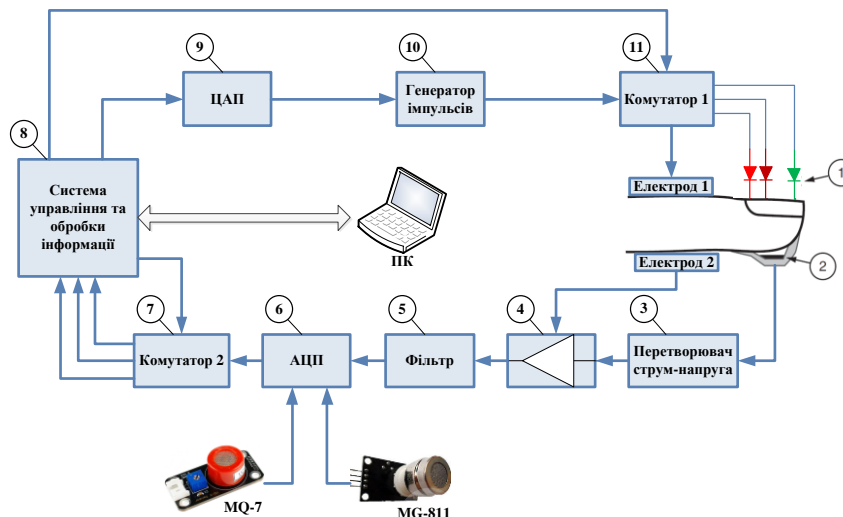 9
10
11
ЦАП
Генератор
імпульсів
Комутатор 1
8
1
Система
управління та
обробки
інформації
Електрод 1
ПК
Електрод 2
2
7
6
5
4
3
Комутатор 2
АЦП
Фільтр
Перетворювач
струм-напруга
MQ-7
MG-811